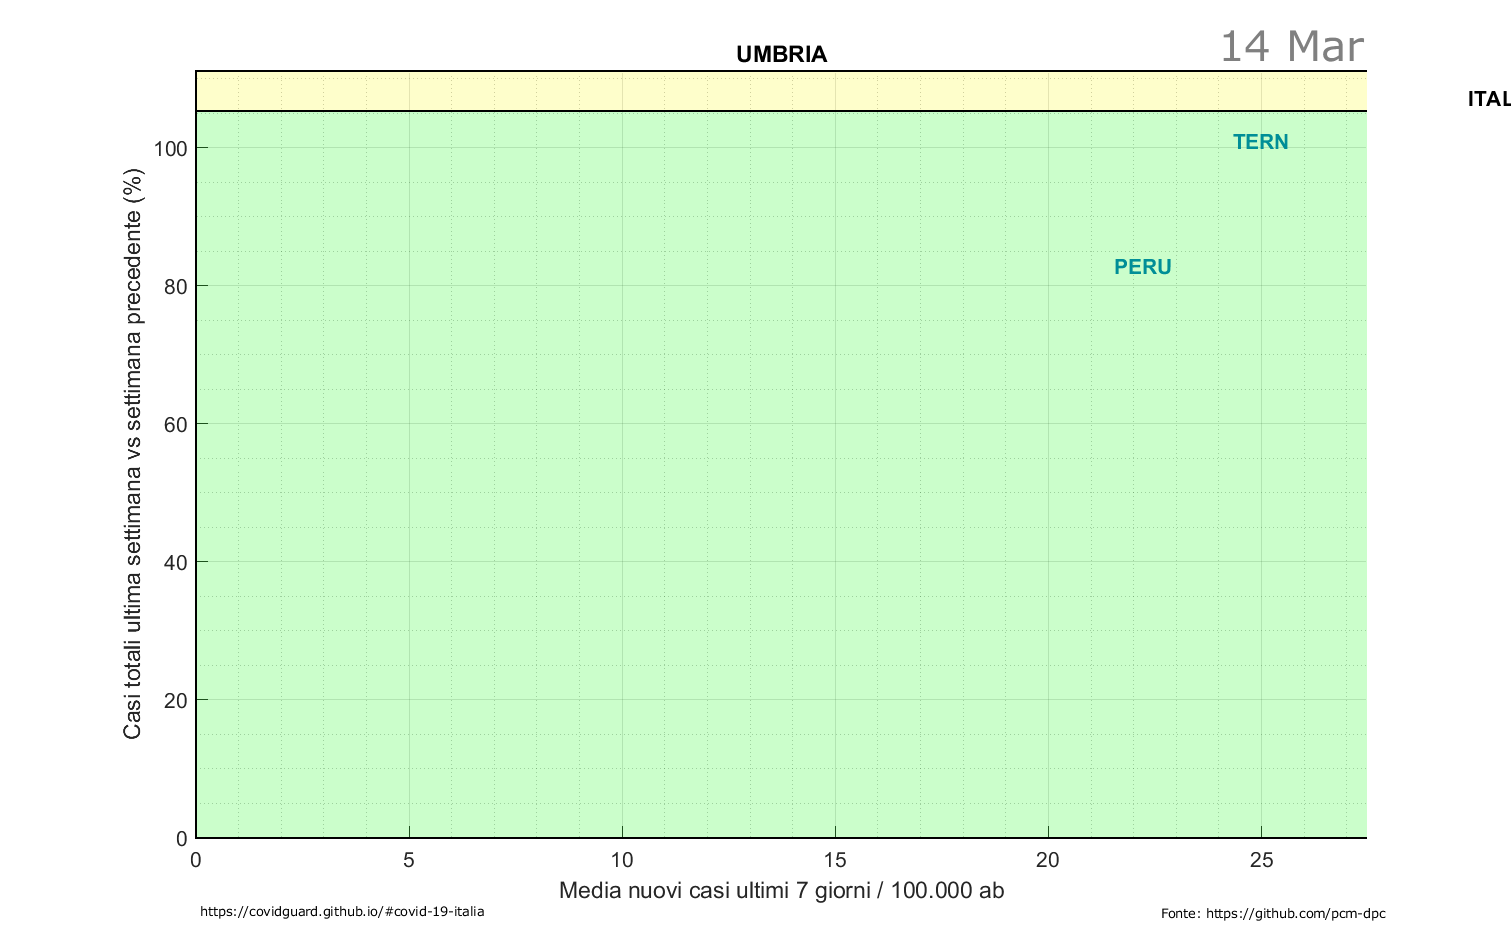 14 Mar
UMBRIA
ITAL
TERN
PERU
100
80
60
40
20
0
Casi totali ultima settimana vs settimana precedente (%)
0 5 10 15 20 25
Media nuovi casi ultimi 7 giorni / 100.000 ab
https://covidguard.github.io/#covid-19-italia
Fonte: https://github.com/pcm-dpc